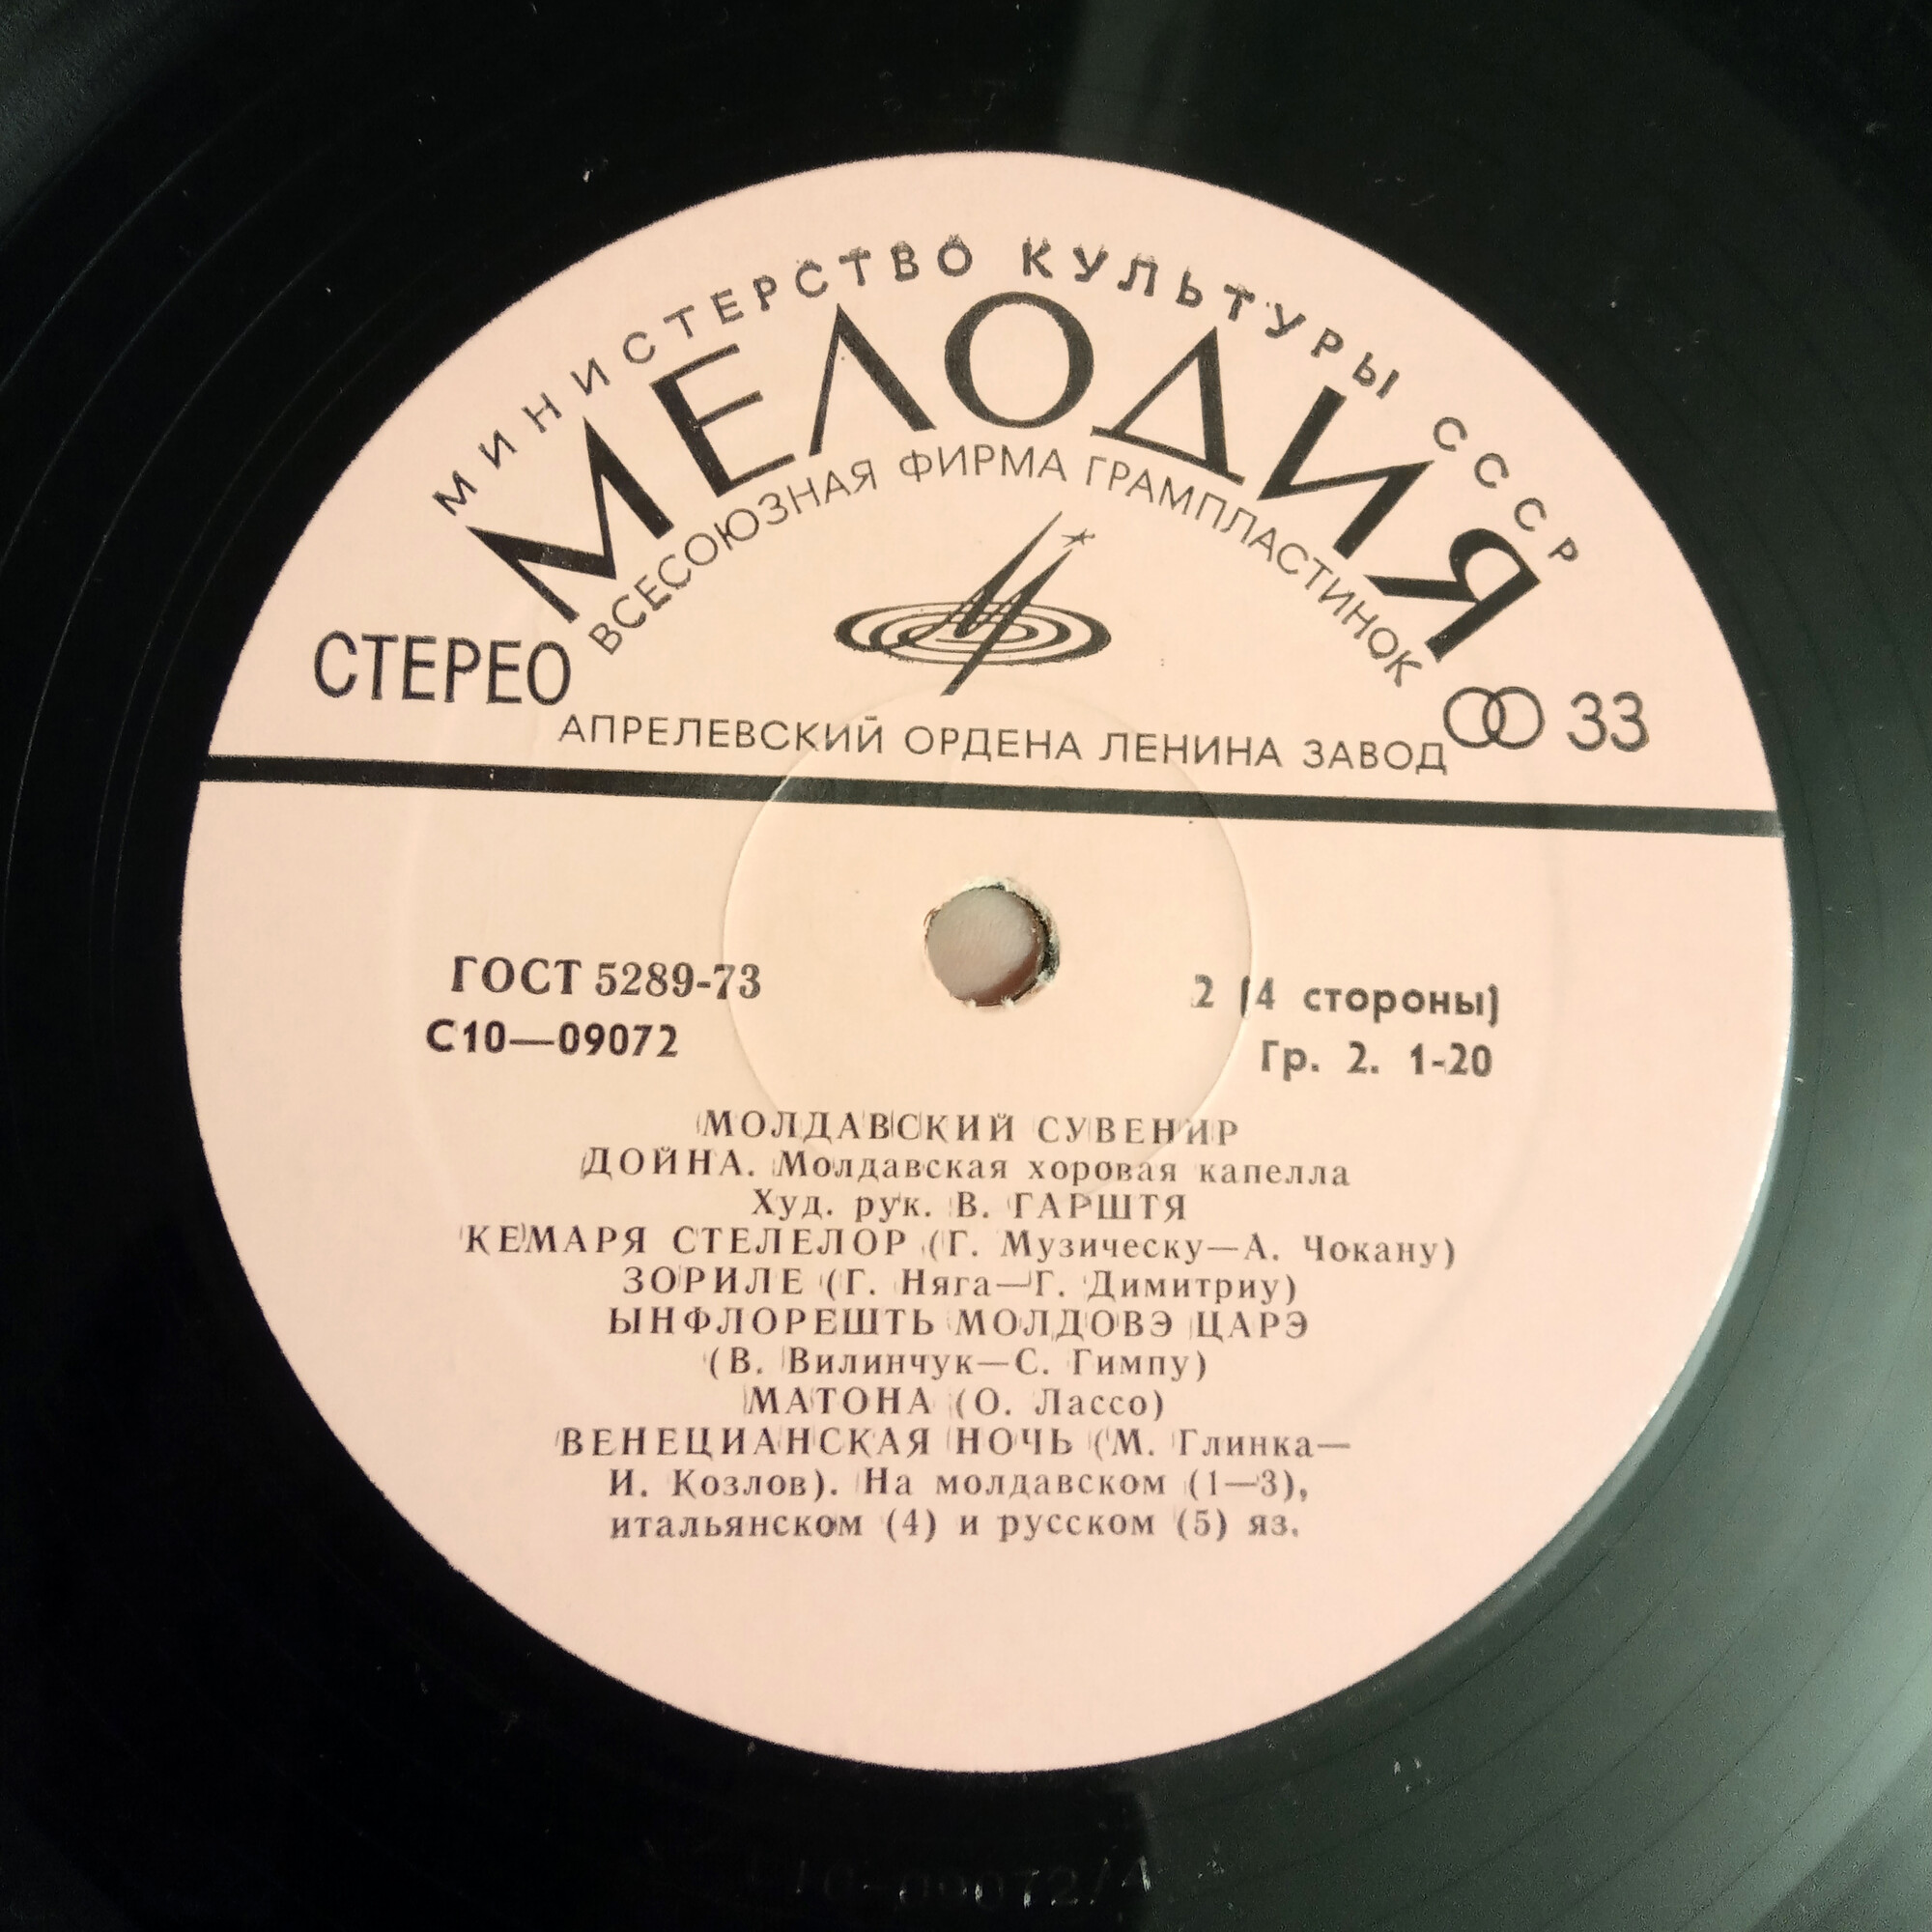 МИНИСТЕРСТВО КУЛЬТУРЫ СССР
МЕЛОДИЯ
ВСЕСОЮЗНАЯ ФИРМА ГРАМПЛАСТИНОК
СТЕРЕО
33
АПРЕЛЕВСКИЙ ОРДЕНА ЛЕНИНА ЗАВОД
ГОСТ 5289-73
2 (4 стороны)
С10—09072
Гр. 2. 1-20
МОЛДАВСКИЙ СУВЕНИР
ДОЙНА. Молдавская хоровая капелла
Худ. рук. В. ГАРШТЯ
КЕМАРЯ СТЕЛЕЛОР (Г. Музическу—А. Чокану)
ЗОРИЛЕ (Г. Няга—Г. Димитриу)
ЫНФЛОРЕШТЬ МОЛДОВЭ ЦАРЭ
(В. Вилинчук—С. Гимпу)
МАТОНА (О. Лассо)
ВЕНЕЦИАНСКАЯ НОЧЬ (М. Глинка—
И. Козлов). На молдавском (1—3),
итальянском (4) и русском (5) яз.